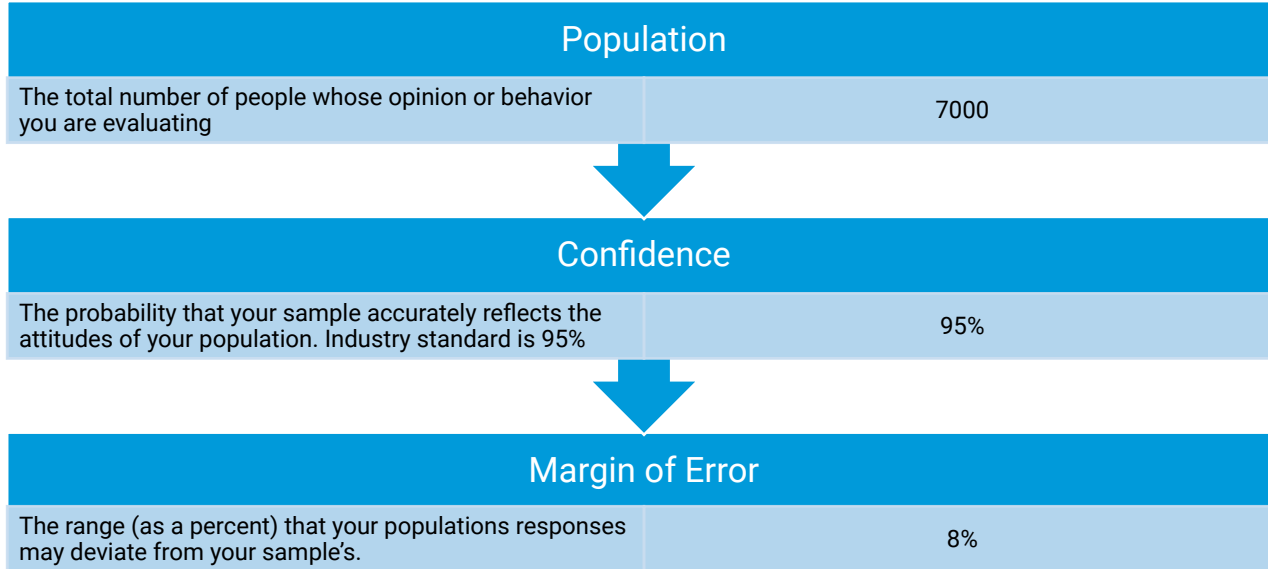 Population
The total number of people whose opinion or behavior
you are evaluating
7000
Confidence
The probability that your sample accurately reflects the
attitudes of your population. Industry standard is 95%
95%
Margin of Error
The range (as a percent) that your populations responses
may deviate from your sample’s.
8%